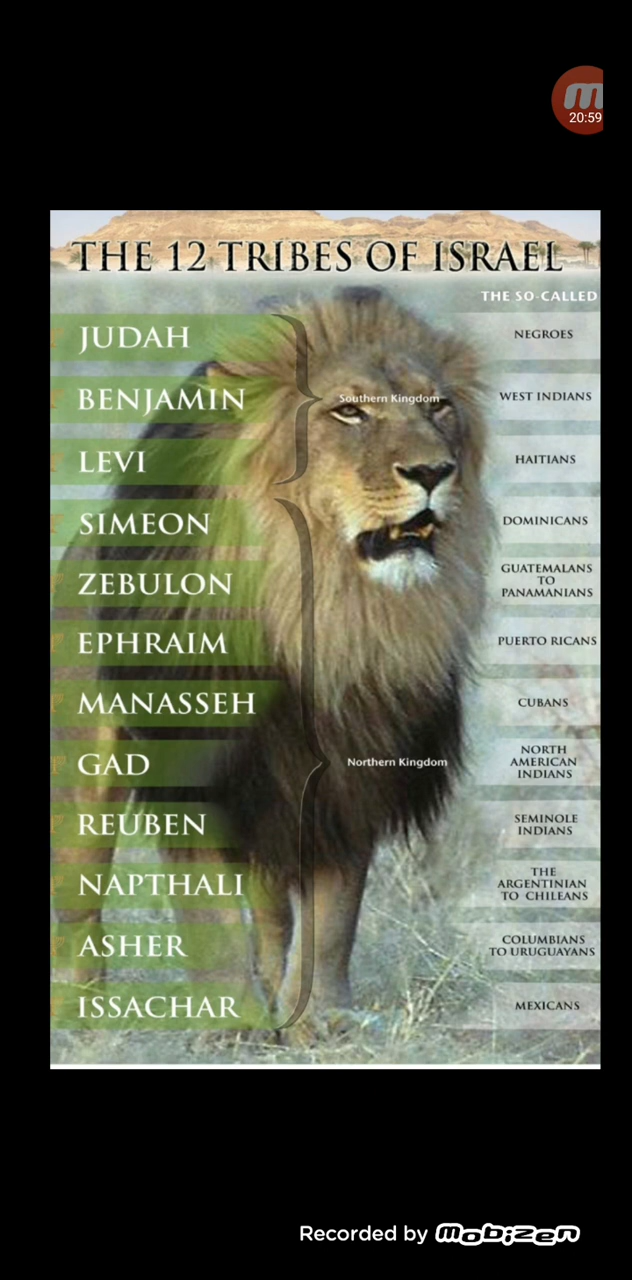 m
20:59
THE 12 TRIBES OF ISRAEL
THE SO-CALLED
JUDAH
NEGROES
BENJAMIN
Southern Kingdom
WEST INDIANS
LEVI
HAITIANS
SIMEON
DOMINICANS
ZEBULON
GUATEMALANS
TO
PANAMANIANS
EPHRAIM
PUERTO RICANS
MANASSEH
CUBANS
GAD
Northern Kingdom
NORTH
AMERICAN
INDIANS
REUBEN
SEMINOLE
INDIANS
NAPTHALI
THE
ARGENTINIAN
TO CHILEANS
ASHER
COLUMBIANS
TO URUGUAYANS
ISSACHAR
MEXICANS
Recorded by mobizen